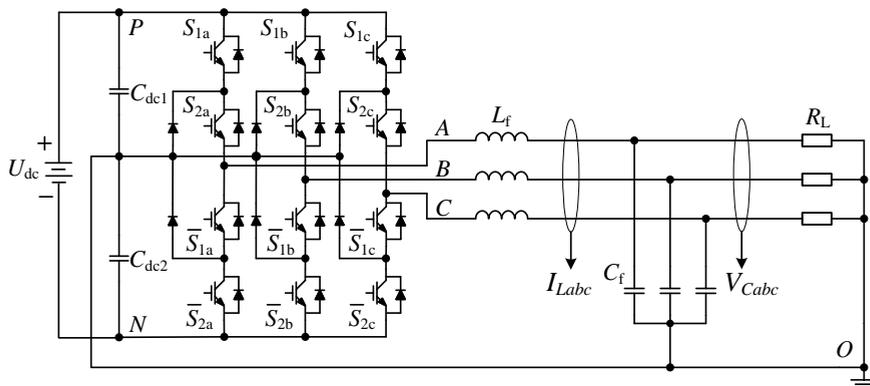 P
S1a
S1b
S1c
Cdc1
S2a
S2b
S2c
A
Lf
RL
+
Udc
−
B
C
S̄1a
S̄1b
S̄1c
Cdc2
ILabc
Cf
VCabc
N
S̄2a
S̄2b
S̄2c
O